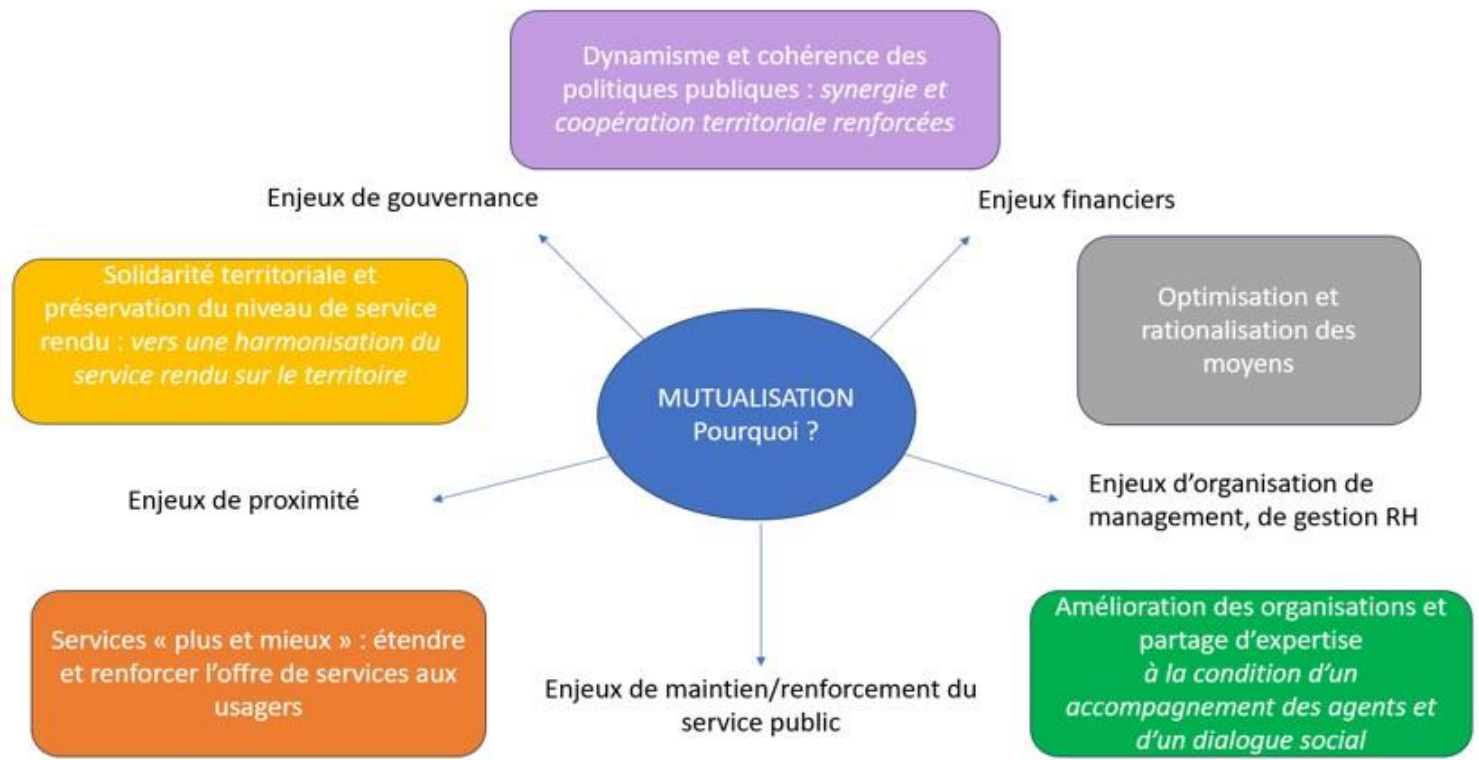 Dynamisme et cohérence des
politiques publiques : synergie et
coopération territoriale renforcées
Enjeux de gouvernance
Enjeux financiers
Solidarité territoriale et
préservation du niveau de service
rendu : vers une harmonisation du
service rendu sur le territoire
Optimisation et
rationalisation des
moyens
MUTUALISATION
Pourquoi ?
Enjeux de proximité
Enjeux d’organisation de
management, de gestion RH
Services « plus et mieux » : étendre
et renforcer l’offre de services aux
usagers
Enjeux de maintien/renforcement du
service public
Amélioration des organisations et
partage d’expertise
à la condition d’un
accompagnement des agents et
d’un dialogue social